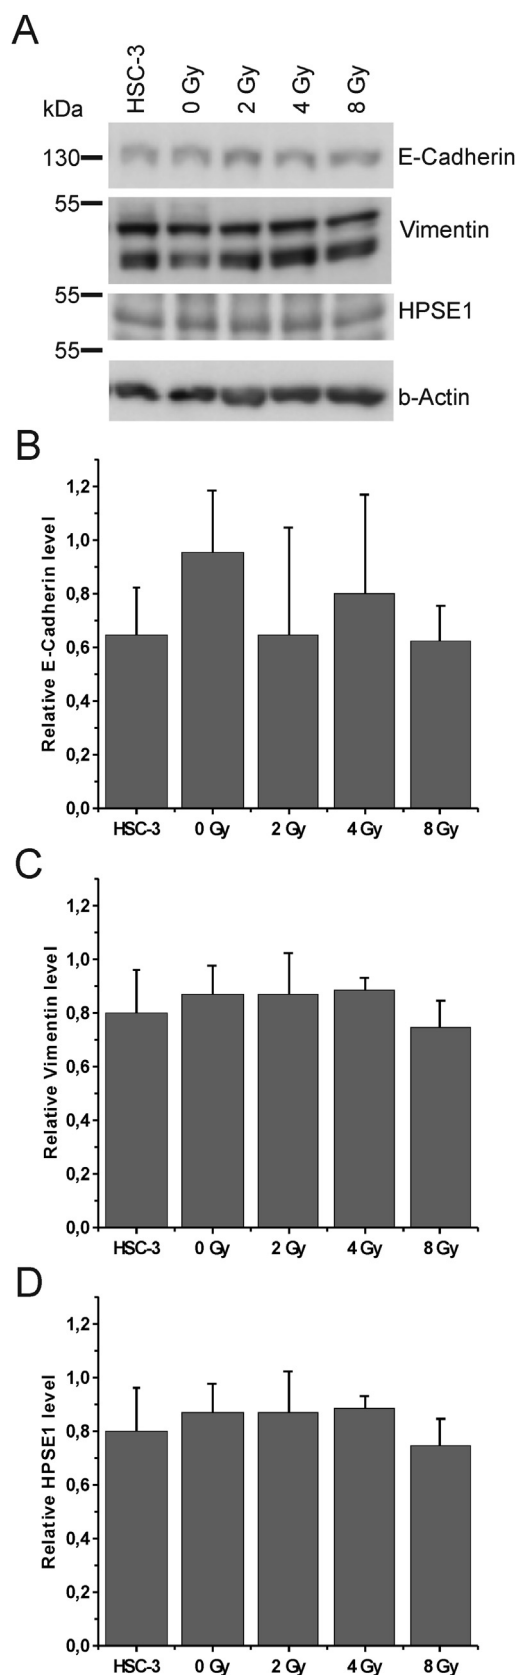 A
kDa
HSC-3 0 Gy 2 Gy 4 Gy 8 Gy
130 E-Cadherin
55
Vimentin
55
HPSE1
55
b-Actin
B
Relative E-Cadherin level
1,2
1,0
0,8
0,6
0,4
0,2
0,0
HSC-3 0 Gy 2 Gy 4 Gy 8 Gy
C
Relative Vimentin level
1,2
1,0
0,8
0,6
0,4
0,2
0,0
HSC-3 0 Gy 2 Gy 4 Gy 8 Gy
D
Relative HPSE1 level
1,2
1,0
0,8
0,6
0,4
0,2
0,0
HSC-3 0 Gy 2 Gy 4 Gy 8 Gy